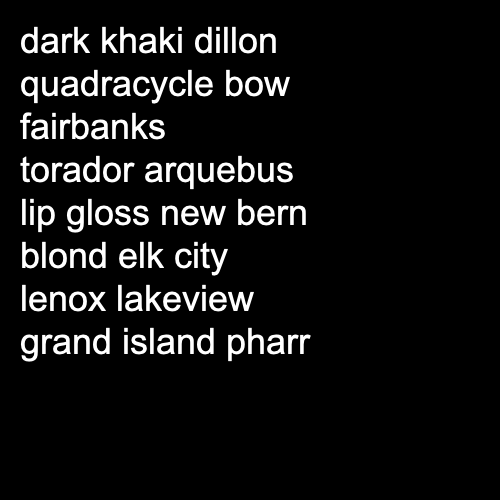 dark khaki dillon
quadracycle bow
fairbanks
torador arquebus
lip gloss new bern
blond elk city
lenox lakeview
grand island pharr